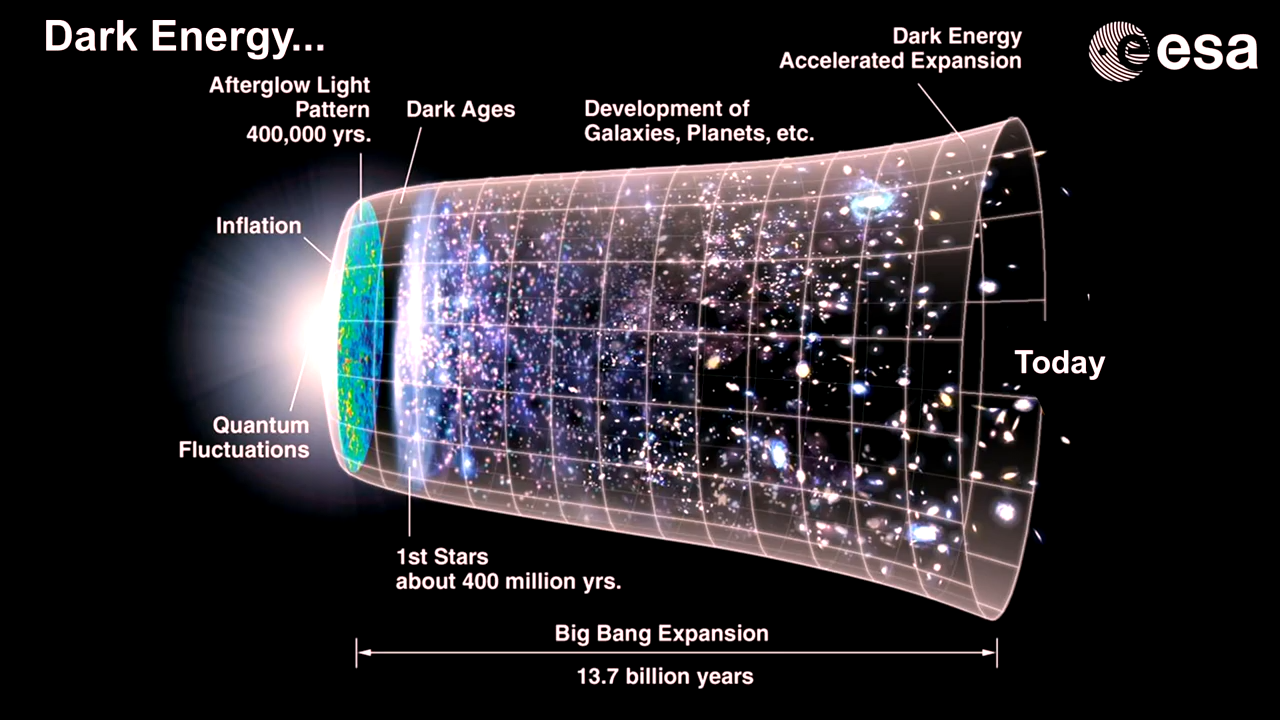 Dark Energy...
esa
Dark Energy
Accelerated Expansion
Afterglow Light
Pattern
400,000 yrs.
Dark Ages
Development of
Galaxies, Planets, etc.
Inflation
Quantum
Fluctuations
Today
1st Stars
about 400 million yrs.
Big Bang Expansion
13.7 billion years